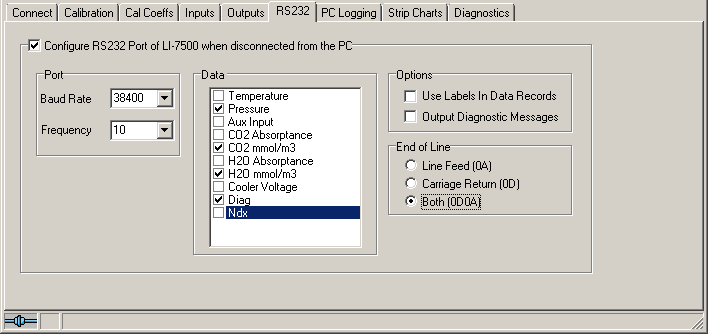 Connect Calibration Cal Coeffs Inputs Outputs RS232 PC Logging Strip Charts Diagnostics
Configure RS232 Port of LI-7500 when disconnected from the PC
Port
Baud Rate 38400
Frequency 10
Data
Temperature
Pressure
Aux Input
CO2 Absorptance
CO2 mmol/m3
H2O Absorptance
H2O mmol/m3
Cooler Voltage
Diag
Ndx
Options
Use Labels In Data Records
Output Diagnostic Messages
End of Line
Line Feed (0A)
Carriage Return (0D)
Both (0D0A)